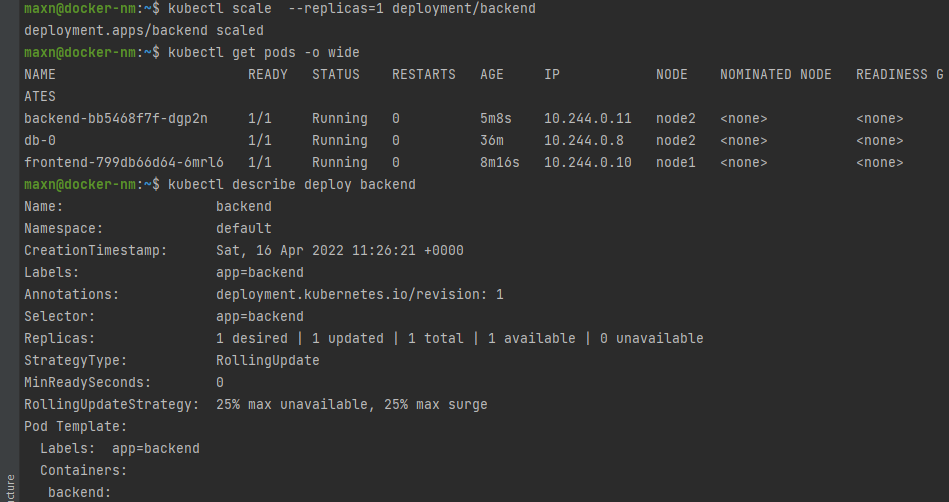 maxn@docker-nm:~$ kubectl scale  --replicas=1 deployment/backend
deployment.apps/backend scaled
maxn@docker-nm:~$ kubectl get pods -o wide
NAME                        READY   STATUS    RESTARTS   AGE     IP            NODE    NOMINATED NODE   READINESS G
ATES
backend-bb5468f7f-dgp2n     1/1     Running   0          5m8s    10.244.0.11   node2   <none>           <none>
db-0                        1/1     Running   0          36m     10.244.0.8    node2   <none>           <none>
frontend-799db66d64-6mrl6   1/1     Running   0          8m16s   10.244.0.10   node1   <none>           <none>
maxn@docker-nm:~$ kubectl describe deploy backend
Name:                   backend
Namespace:              default
CreationTimestamp:      Sat, 16 Apr 2022 11:26:21 +0000
Labels:                 app=backend
Annotations:            deployment.kubernetes.io/revision: 1
Selector:               app=backend
Replicas:               1 desired | 1 updated | 1 total | 1 available | 0 unavailable
StrategyType:           RollingUpdate
MinReadySeconds:        0
RollingUpdateStrategy:  25% max unavailable, 25% max surge
Pod Template:
  Labels:  app=backend
  Containers:
   backend:
ucture